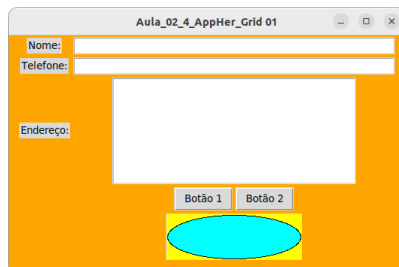 Aula_02_4_AppHer_Grid 01
Nome:
Telefone:
Endereço:
Botão 1 Botão 2